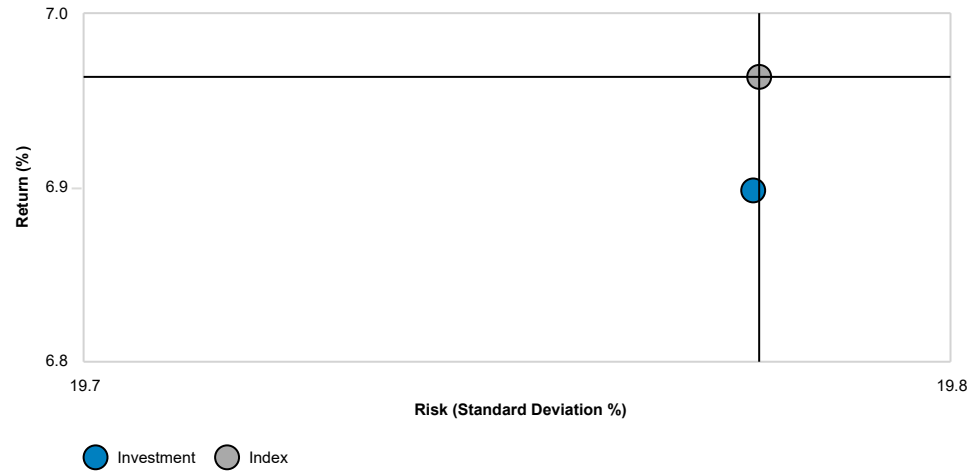 7.0
6.9
6.8
Return (%)
19.7
19.8
Risk (Standard Deviation %)
Investment Index